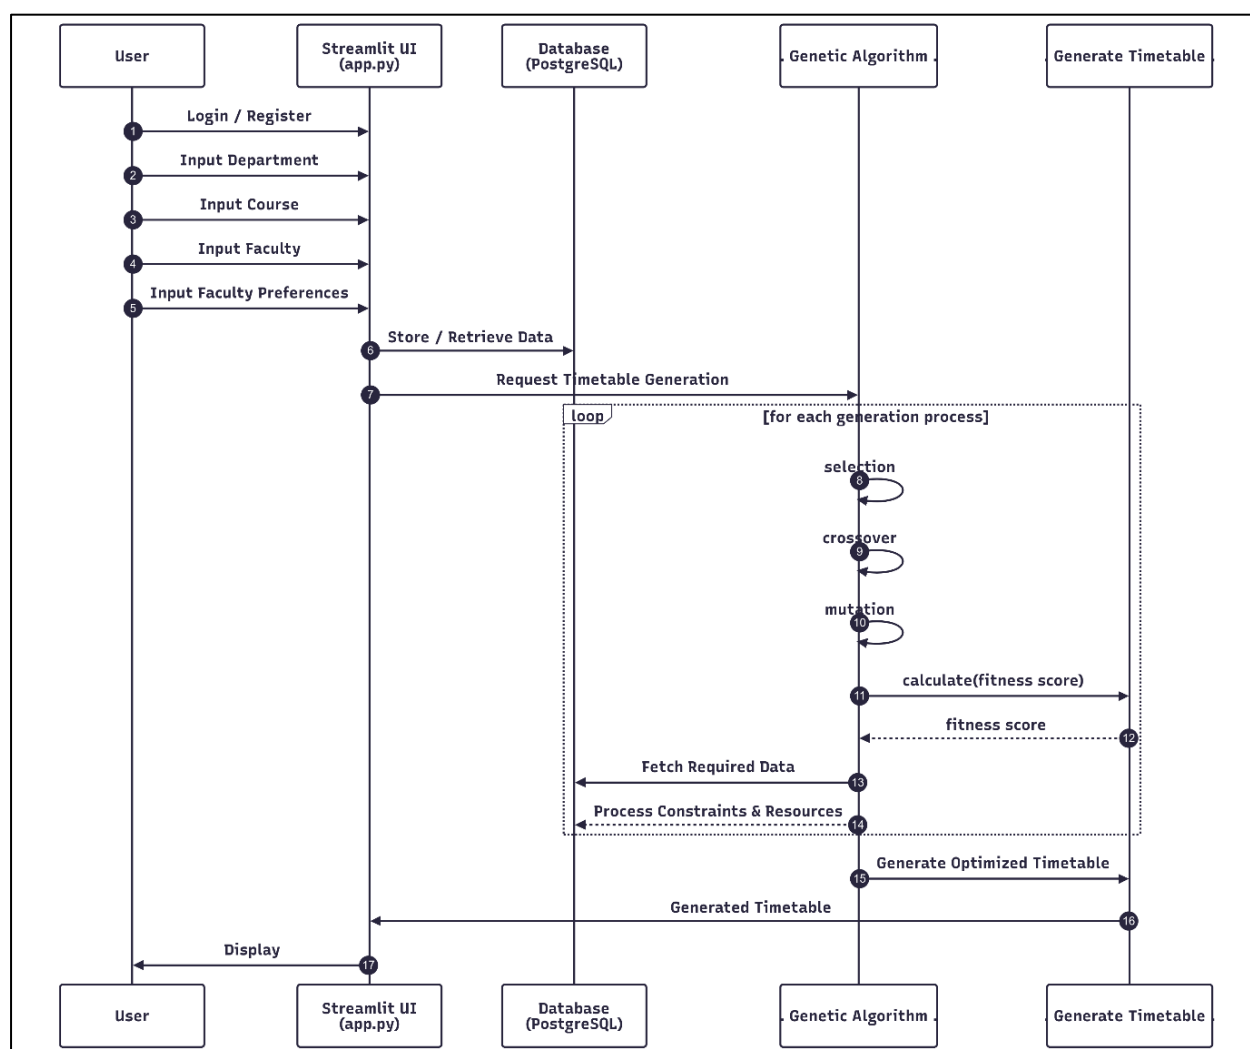 User
Streamlit UI
(app.py)
Database
(PostgreSQL)
. Genetic Algorithm .
. Generate Timetable .
Login / Register
1
Input Department
2
Input Course
3
Input Faculty
4
Input Faculty Preferences
5
Store / Retrieve Data
6
Request Timetable Generation
7
loop
[for each generation process]
selection
8
crossover
9
mutation
10
calculate(fitness score)
11
fitness score
12
Fetch Required Data
13
Process Constraints & Resources
14
Generate Optimized Timetable
15
Generated Timetable
16
Display
17
User
Streamlit UI
(app.py)
Database
(PostgreSQL)
. Genetic Algorithm .
. Generate Timetable .